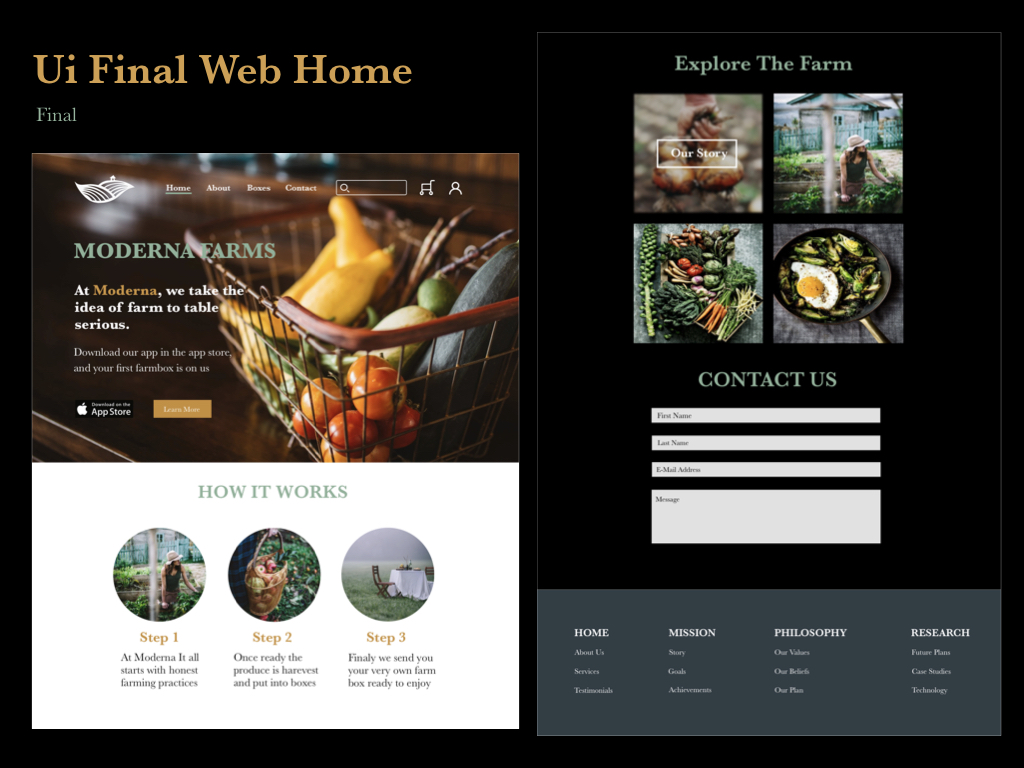 Ui Final Web Home
Final
Home About Boxes Contact
MODERNA FARMS
At Moderna, we take the
idea of farm to table
serious.
Download our app in the app store,
and your first farmbox is on us
Download on the
App Store
Learn More
HOW IT WORKS
Step 1
At Moderna It all
starts with honest
farming practices
Step 2
Once ready the
produce is harevest
and put into boxes
Step 3
Finaly we send you
your very own farm
box ready to enjoy
Explore The Farm
Our Story
CONTACT US
First Name
Last Name
E-Mail Address
Message
HOME
About Us
Services
Testimonials
MISSION
Story
Goals
Achievements
PHILOSOPHY
Our Values
Our Beliefs
Our Plan
RESEARCH
Future Plans
Case Studies
Technology